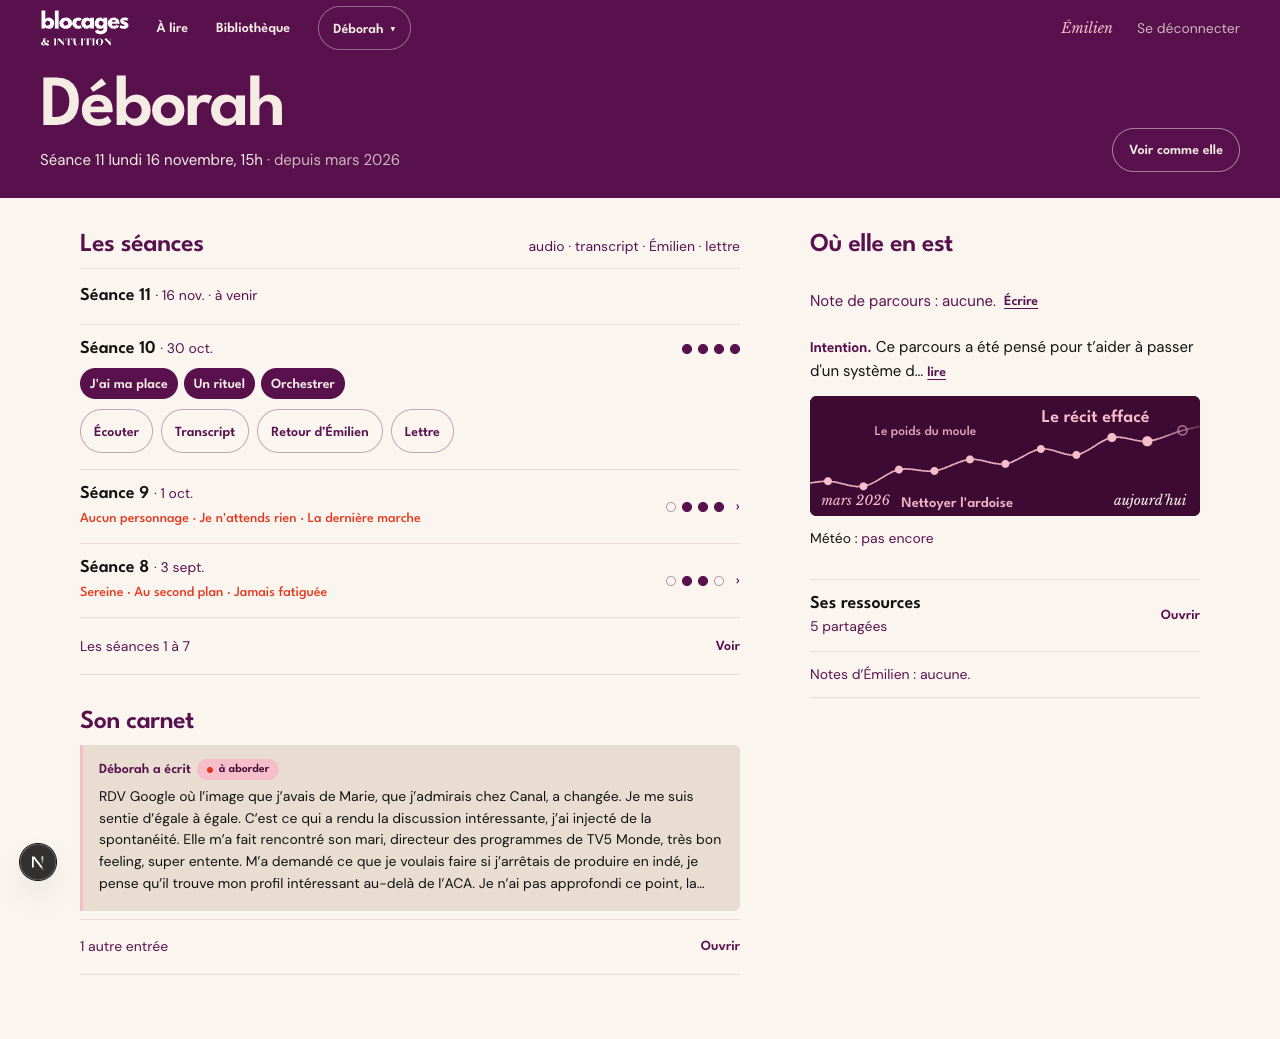 blocages
& INTUITION
À lire
Bibliothèque
Déborah ▾
Émilien
Se déconnecter
Déborah
Séance 11 lundi 16 novembre, 15h · depuis mars 2026
Voir comme elle
Les séances
audio · transcript · Émilien · lettre
Séance 11 · 16 nov. · à venir
Séance 10 · 30 oct.
J'ai ma place
Un rituel
Orchestrer
Écouter
Transcript
Retour d’Émilien
Lettre
Séance 9 · 1 oct.
Aucun personnage · Je n'attends rien · La dernière marche
›
Séance 8 · 3 sept.
Sereine · Au second plan · Jamais fatiguée
›
Les séances 1 à 7
Voir
Son carnet
Déborah a écrit
à aborder
RDV Google où l’image que j’avais de Marie, que j’admirais chez Canal, a changée. Je me suis
sentie d’égale à égale. C’est ce qui a rendu la discussion intéressante, j’ai injecté de la
spontanéité. Elle m’a fait rencontré son mari, directeur des programmes de TV5 Monde, très bon
feeling, super entente. M’a demandé ce que je voulais faire si j’arrêtais de produire en indé, je
pense qu’il trouve mon profil intéressant au-delà de l’ACA. Je n’ai pas approfondi ce point, la…
1 autre entrée
Ouvrir
Où elle en est
Note de parcours : aucune. Écrire
Intention. Ce parcours a été pensé pour t’aider à passer
d'un système d… lire
Le récit effacé
Le poids du moule
mars 2026
Nettoyer l'ardoise
aujourd’hui
Météo : pas encore
Ses ressources
5 partagées
Ouvrir
Notes d’Émilien : aucune.
N